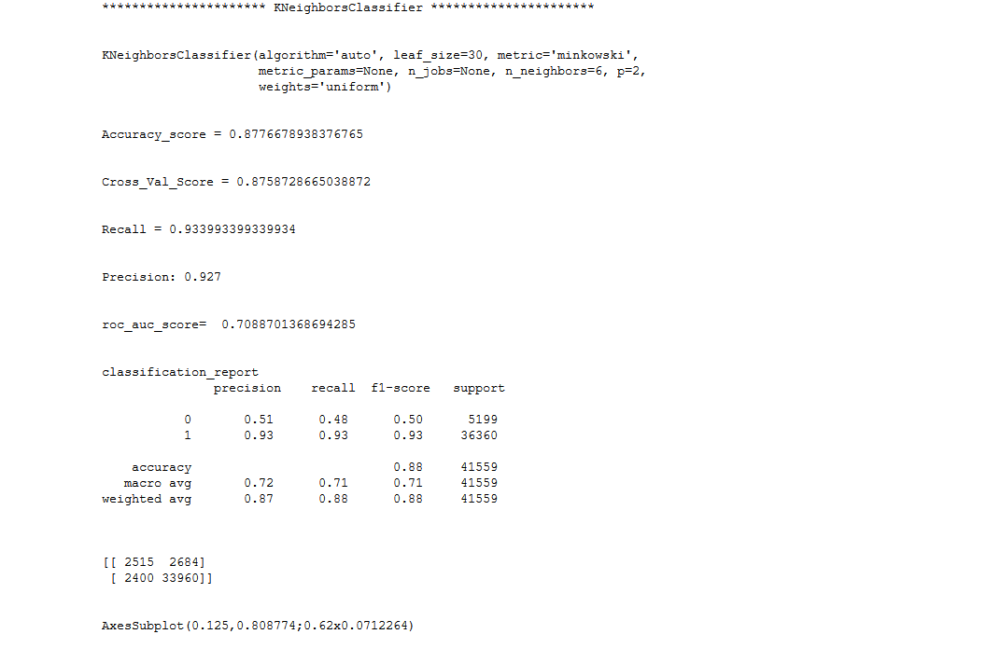 ********************** KNeighborsClassifier **********************
KNeighborsClassifier(algorithm='auto', leaf_size=30, metric='minkowski',
metric_params=None, n_jobs=None, n_neighbors=6, p=2,
weights='uniform')
Accuracy_score = 0.8776678938376765
Cross_Val_Score = 0.8758728665038872
Recall = 0.933993399339934
Precision: 0.927
roc_auc_score=  0.7088701368694285
classification_report
precision    recall  f1-score   support
0       0.51      0.48      0.50      5199
1       0.93      0.93      0.93     36360
accuracy                           0.88     41559
macro avg       0.72      0.71      0.71     41559
weighted avg       0.87      0.88      0.88     41559
[[ 2515  2684]
[ 2400 33960]]
AxesSubplot(0.125,0.808774;0.62x0.0712264)